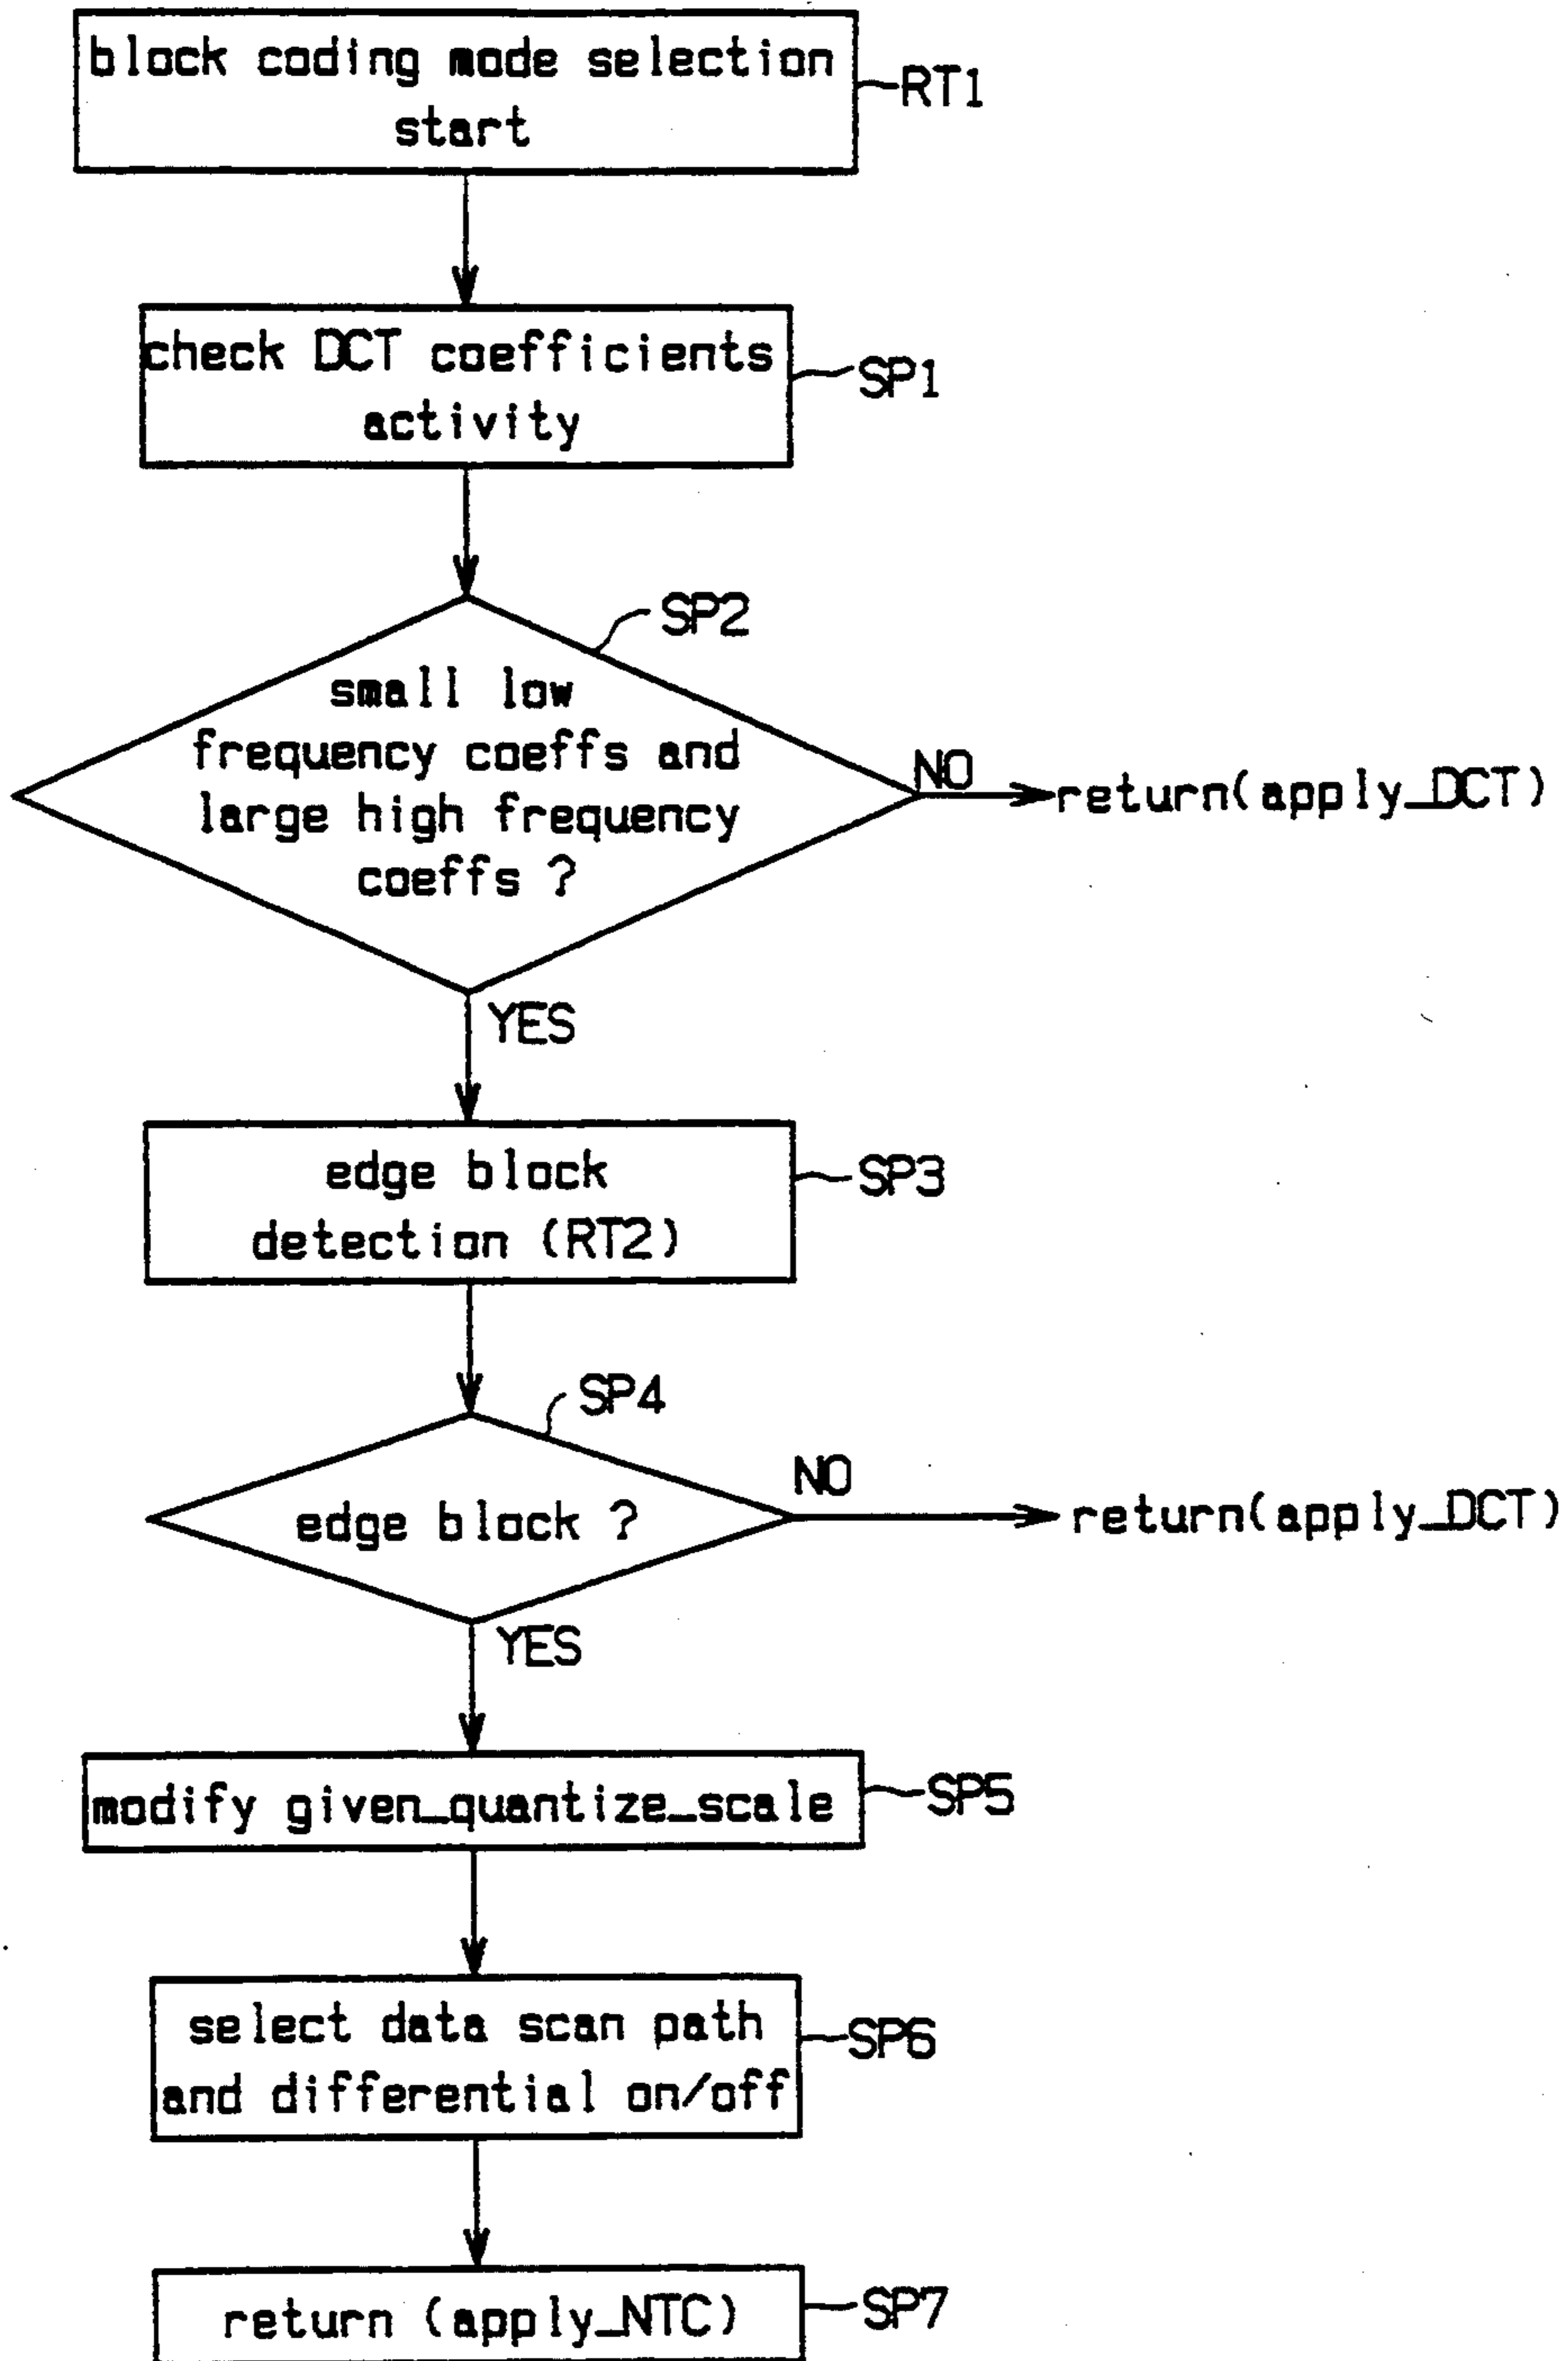 block coding mode selection
start
RT1
check DCT coefficients
activity
SP1
SP2
small low
frequency coeffs and
large high frequency
coeffs ?
NO
return(apply_DCT)
YES
edge block
detection (RT2)
SP3
SP4
edge block ?
NO
return(apply_DCT)
YES
modify given_quantize_scale
SP5
select data scan path
and differential on/off
SP6
return (apply_NTC)
SP7